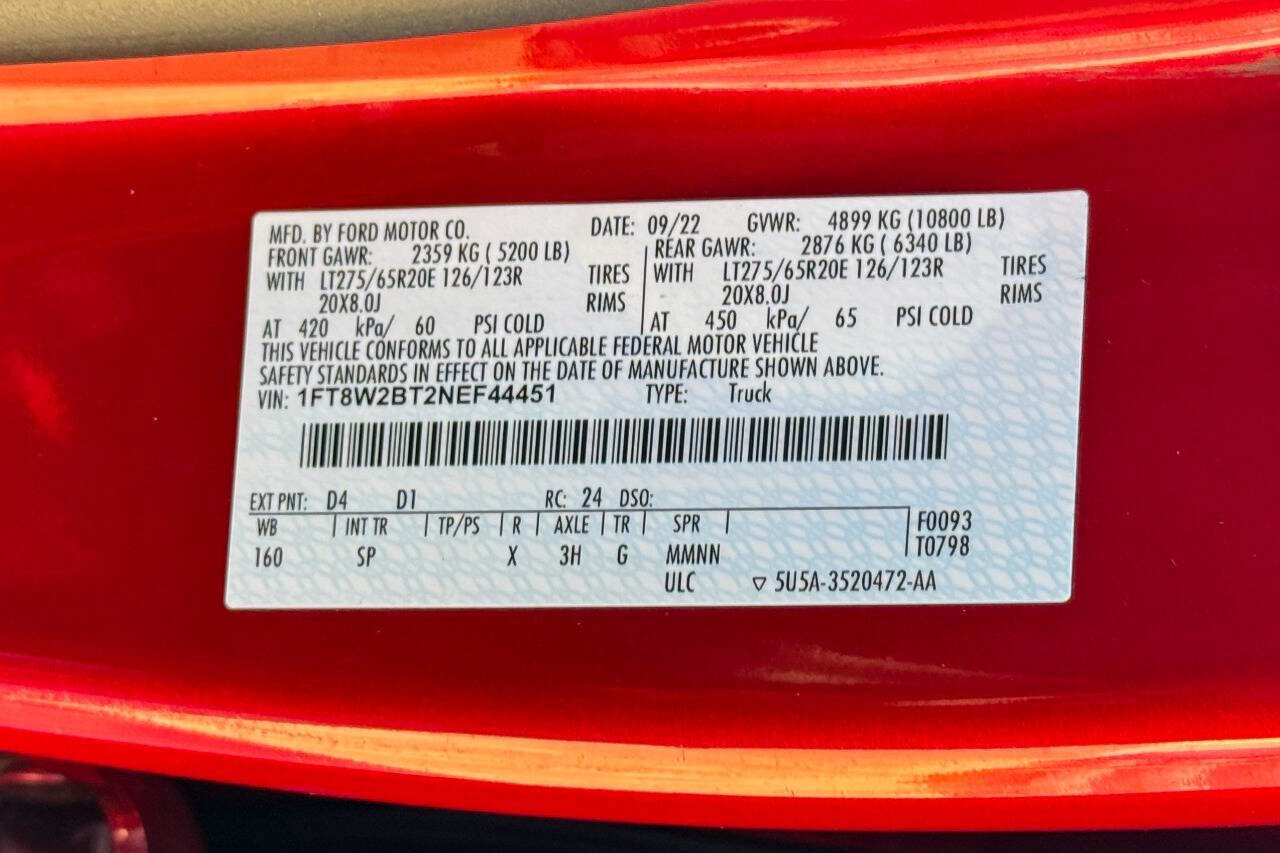 MFD. BY FORD MOTOR CO. DATE: 09/22 GVWR: 4899 KG (10800 LB)
FRONT GAWR: 2359 KG ( 5200 LB) REAR GAWR: 2876 KG ( 6340 LB)
WITH LT275/65R20E 126/123R TIRES WITH LT275/65R20E 126/123R TIRES
20X8.0J RIMS 20X8.0J RIMS
AT 420 kPa/ 60 PSI COLD AT 450 kPa/ 65 PSI COLD
THIS VEHICLE CONFORMS TO ALL APPLICABLE FEDERAL MOTOR VEHICLE
SAFETY STANDARDS IN EFFECT ON THE DATE OF MANUFACTURE SHOWN ABOVE.
VIN: 1FT8W2BT2NEF44451 TYPE: Truck
EXT PNT: D4 D1 RC: 24 DSO:
WB INT TR TP/PS R AXLE TR SPR F0093
160 SP X 3H G MMNN T0798
ULC 5U5A-3520472-AA